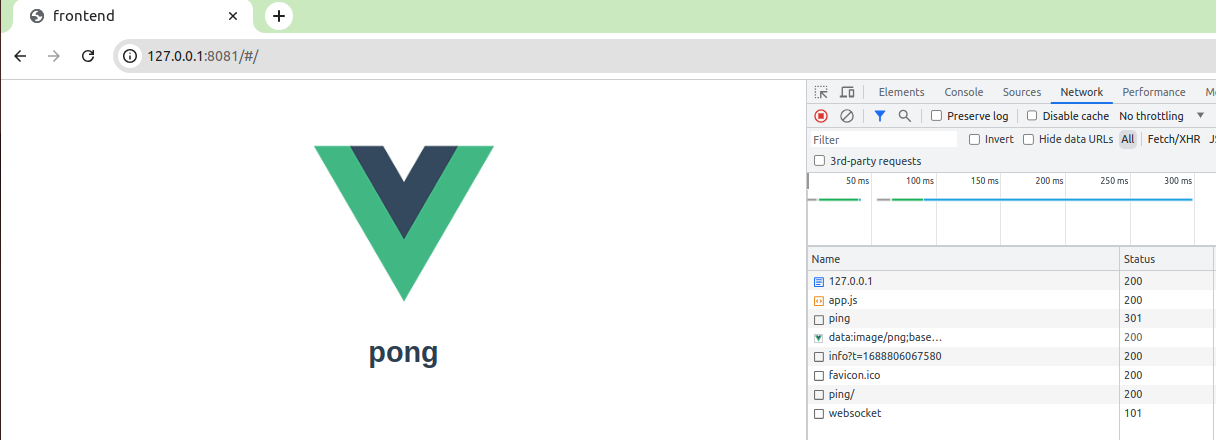 frontend
127.0.0.1:8081/#/
Elements Console Sources Network Performance
Preserve log Disable cache No throttling
Filter Invert Hide data URLs All Fetch/XHR
3rd-party requests
50 ms 100 ms 150 ms 200 ms 250 ms 300 ms
Name Status
127.0.0.1 200
app.js 200
ping 301
data:image/png;base… 200
info?t=1688806067580 200
favicon.ico 200
ping/ 200
websocket 101
pong